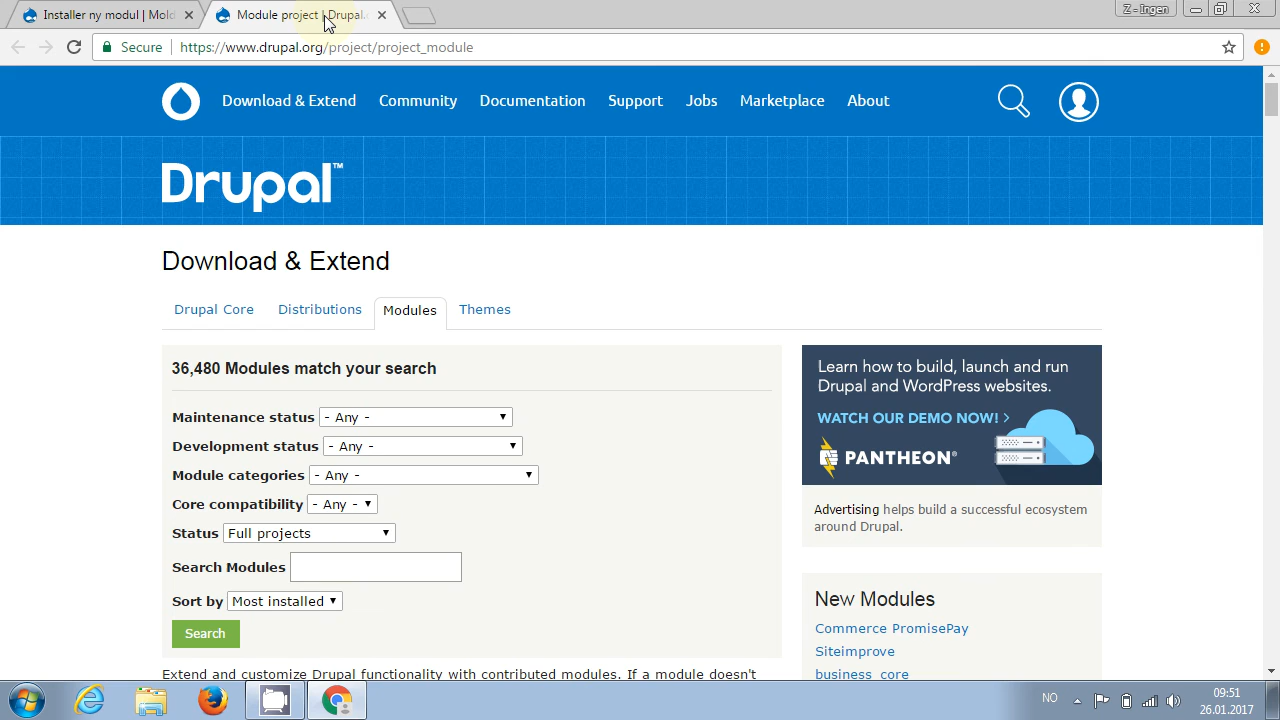 Installer ny modul | Mold
Module project | Drupal.
Z - Ingen
Secure
https://www.drupal.org/project/project_module
Download & Extend
Community
Documentation
Support
Jobs
Marketplace
About
Drupal™
Download & Extend
Drupal Core
Distributions
Modules
Themes
36,480 Modules match your search
Maintenance status - Any -
Development status - Any -
Module categories - Any -
Core compatibility - Any -
Status Full projects
Search Modules
Sort by Most installed
Search
Extend and customize Drupal functionality with contributed modules. If a module doesn't
Learn how to build, launch and run
Drupal and WordPress websites.
WATCH OUR DEMO NOW! >
PANTHEON
Advertising helps build a successful ecosystem
around Drupal.
New Modules
Commerce PromisePay
Siteimprove
business core
NO
09:51
26.01.2017